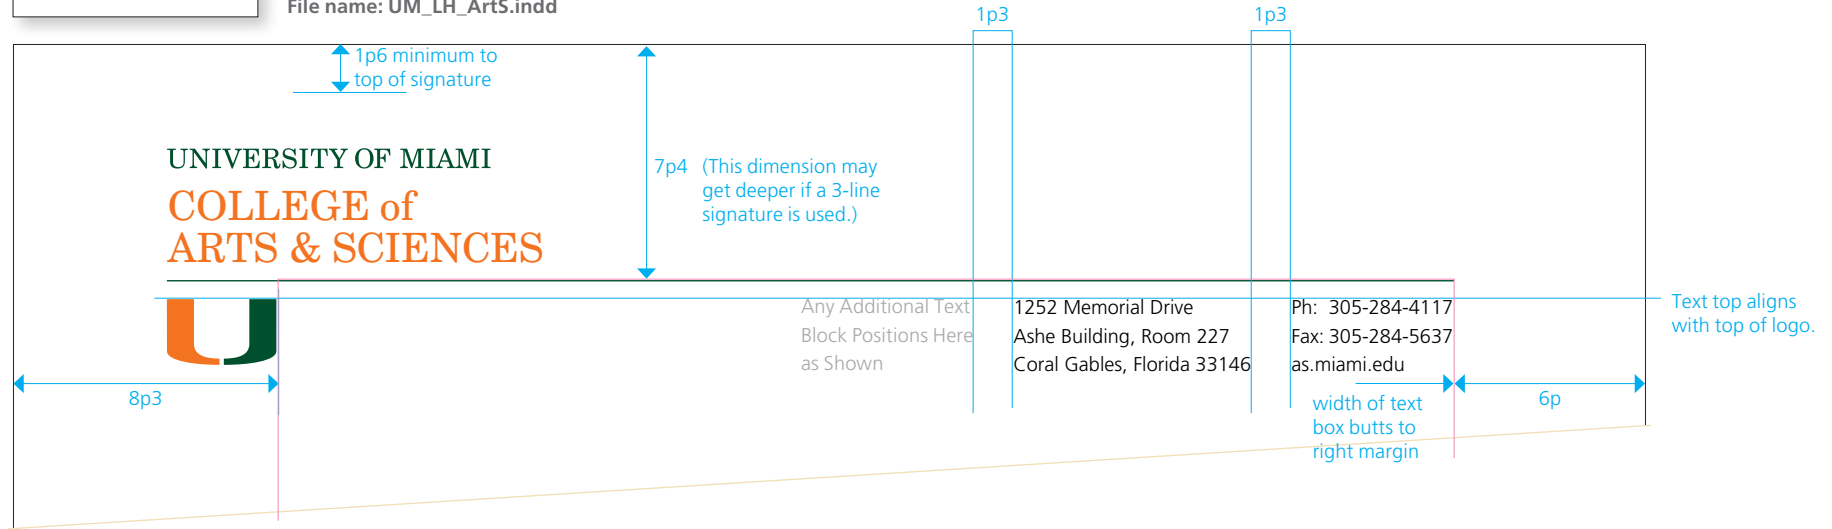 File name: UM_LH_ArtS.indd
1p3
1p3
1p6 minimum to
top of signature
UNIVERSITY OF MIAMI
COLLEGE of
ARTS & SCIENCES
7p4
(This dimension may
get deeper if a 3-line
signature is used.)
Any Additional Text
Block Positions Here
as Shown
1252 Memorial Drive
Ashe Building, Room 227
Coral Gables, Florida 33146
Ph: 305-284-4117
Fax: 305-284-5637
as.miami.edu
Text top aligns
with top of logo.
8p3
width of text
box butts to
right margin
6p